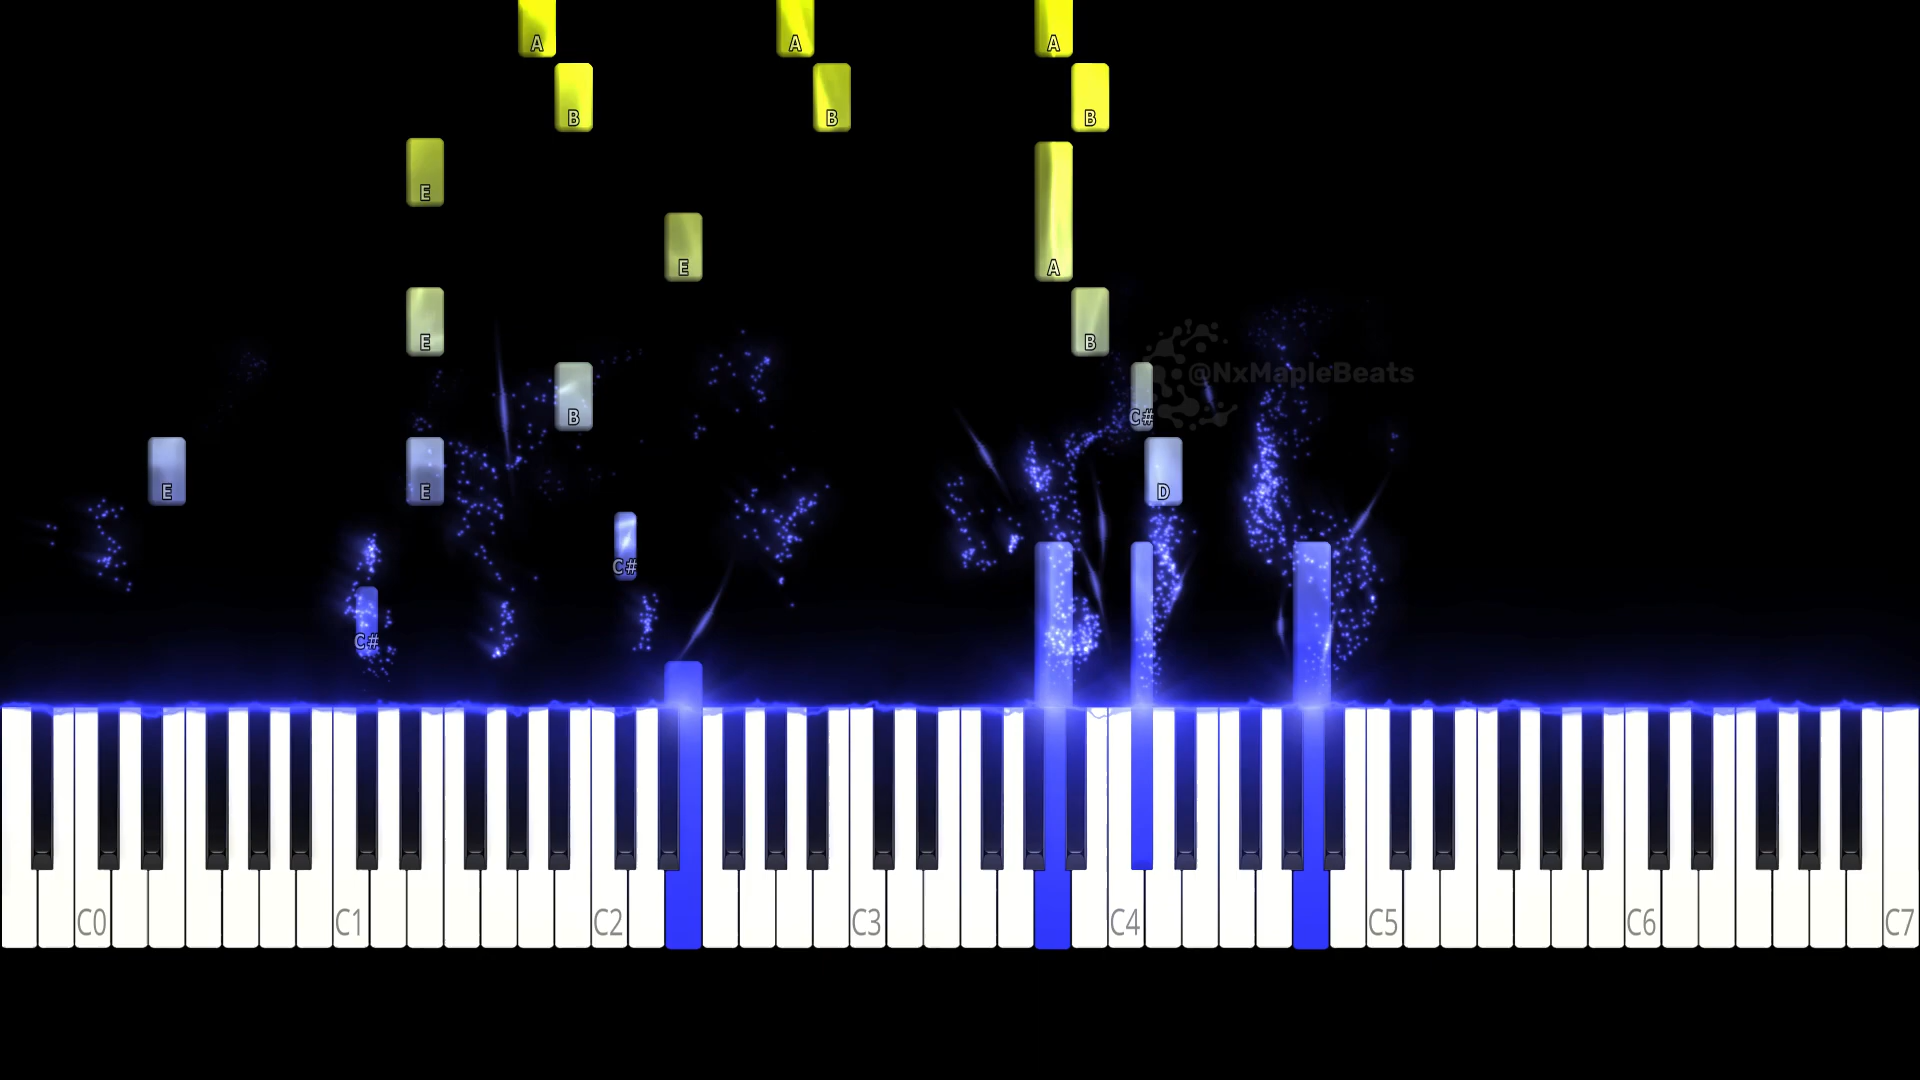 A A A
B B B
E
E A
E B
B C# @NxMapleBeats
E E D
C#
C#
C0 C1 C2 C3 C4 C5 C6 C7